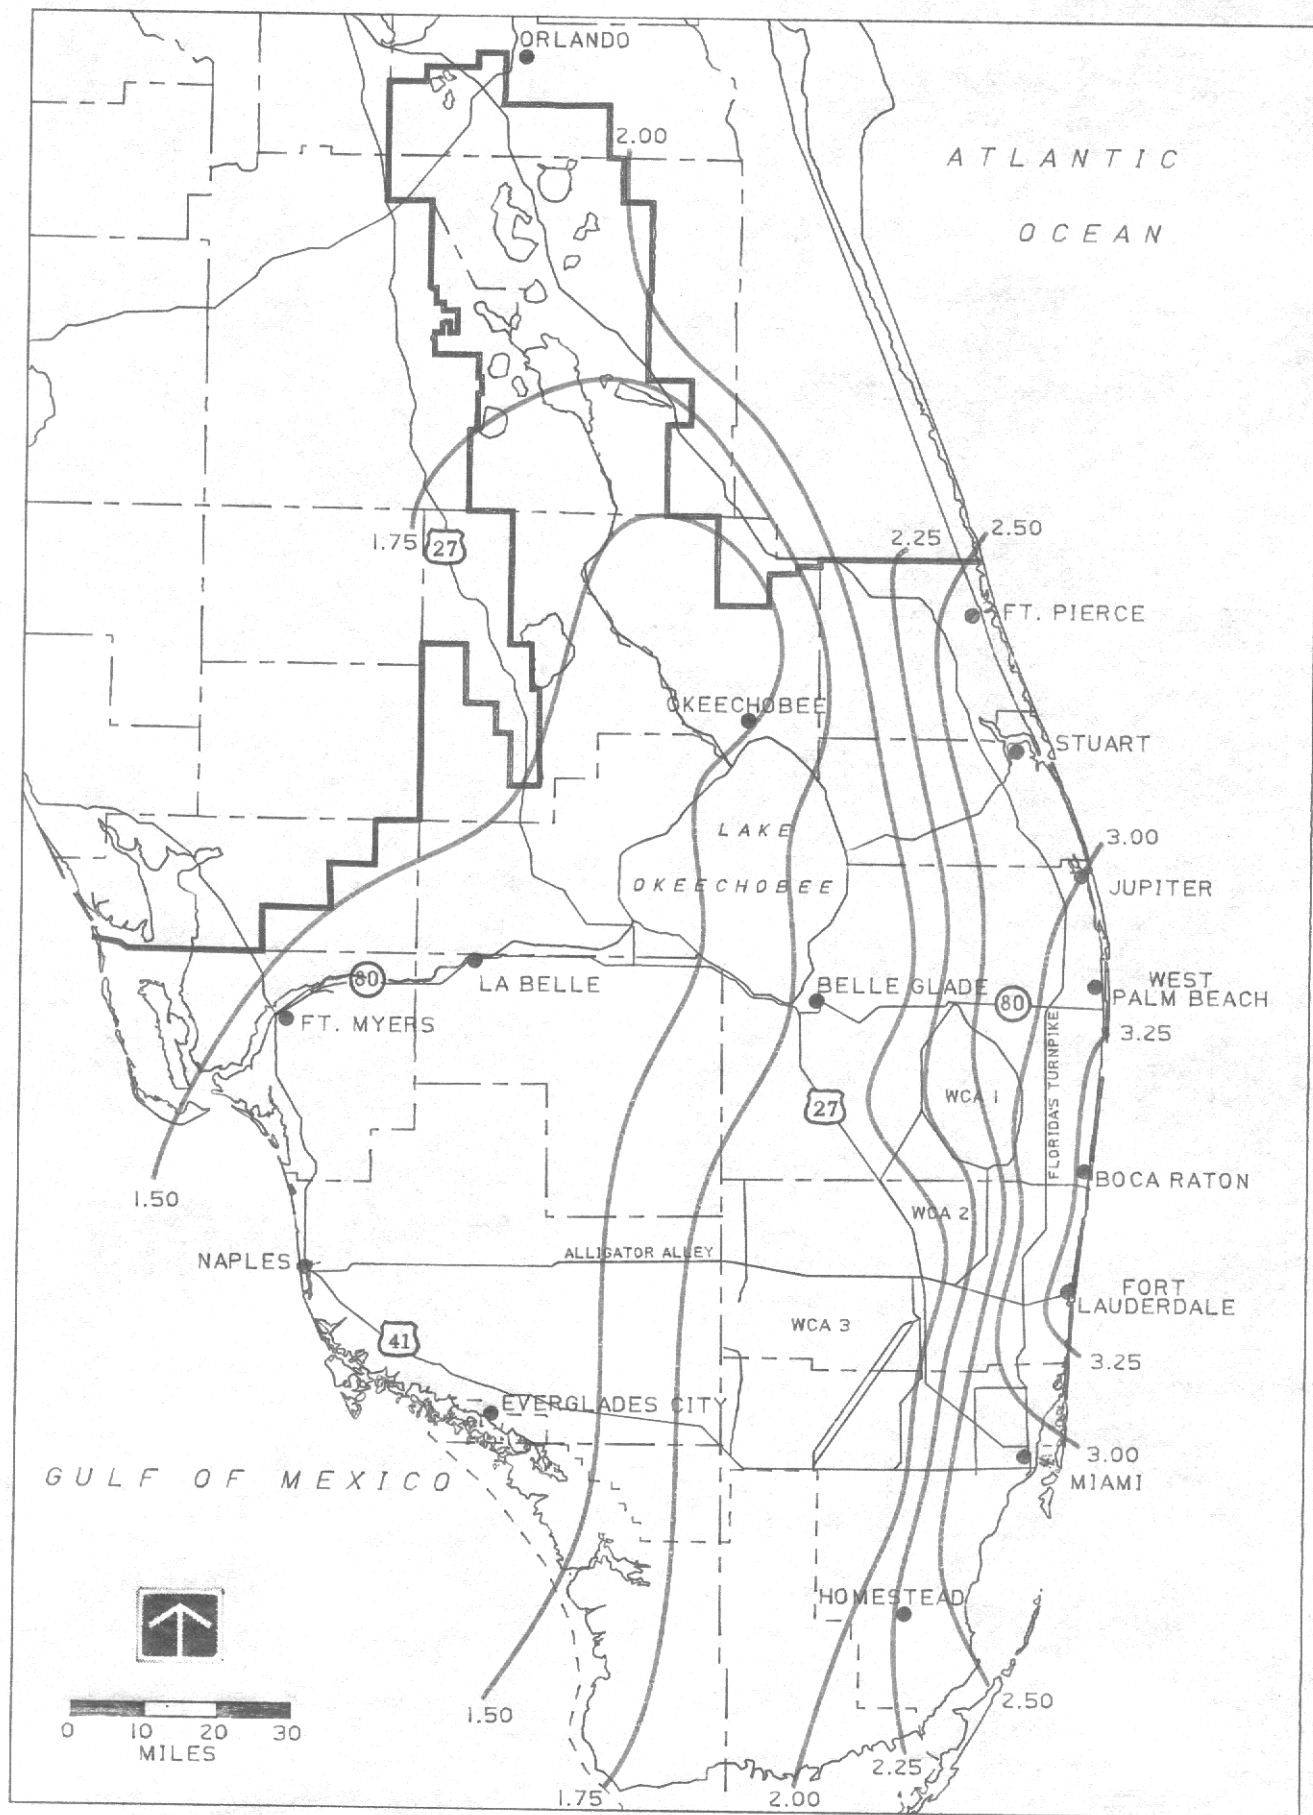 ORLANDO
2.00
ATLANTIC
OCEAN
1.75
27
2.25
2.50
FT. PIERCE
OKEECHOBEE
STUART
LAKE
OKEECHOBEE
3.00
JUPITER
80
LA BELLE
BELLE GLADE
80
WEST
PALM BEACH
FT. MYERS
3.25
FLORIDA'S TURNPIKE
27
WCA 1
BOCA RATON
1.50
WCA 2
NAPLES
ALLIGATOR ALLEY
FORT
LAUDERDALE
WCA 3
41
3.25
EVERGLADES CITY
3.00
MIAMI
GULF OF MEXICO
HOMESTEAD
1.50
2.50
0 10 20 30
MILES
2.25
1.75
2.00